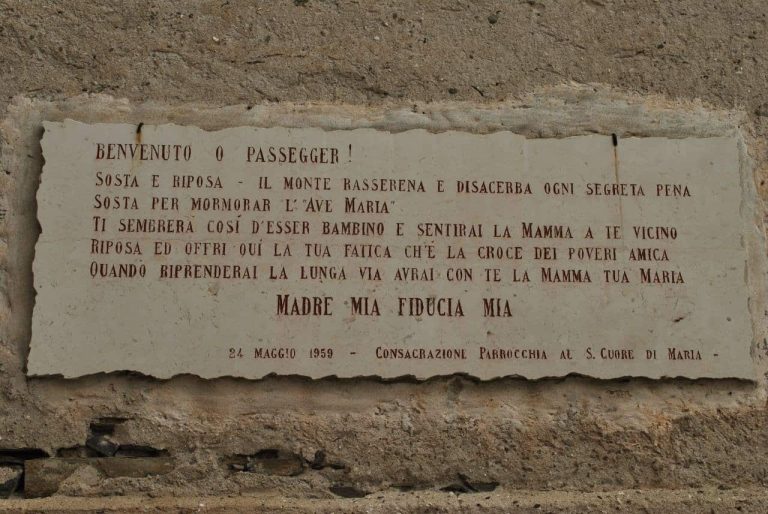 BENVENUTO O PASSEGGER!
SOSTA E RIPOSA - IL MONTE RASSERENA E DISACERBA OGNI SEGRETA PENA
SOSTA PER MORMORAR L'"AVE MARIA"
TI SEMBRERÁ COSÍ D'ESSER BAMBINO E SENTIRAI LA MAMMA A TE VICINO
RIPOSA ED OFFRI QUÍ LA TUA FATICA CH'É LA CROCE DEI POVERI AMICA
QUANDO RIPRENDERAI LA LUNGA VIA AVRAI CON TE LA MAMMA TUA MARIA
MADRE MIA FIDUCIA MIA
24 MAGGIO 1959 - CONSACRAZIONE PARROCCHIA AL S. CUORE DI MARIA -